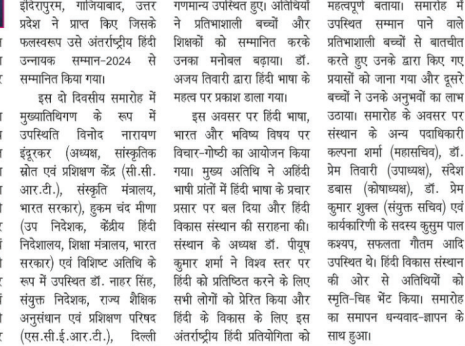 इंदिरापुरम, गाजियाबाद, उत्तर
प्रदेश ने प्राप्त किए जिसके
फलस्वरूप उसे अंतर्राष्ट्रीय हिंदी
उन्नायक सम्मान-2024 से
सम्मानित किया गया।
इस दो दिवसीय समारोह में
मुख्यातिथिगण के रूप में
उपस्थिति विनोद नारायण
इंदूरकर (अध्यक्ष, सांस्कृतिक
स्रोत एवं प्रशिक्षण केंद्र (सी.सी.
आर.टी.), संस्कृति मंत्रालय,
भारत सरकार), हुकम चंद मीणा
(उप निदेशक, केंद्रीय हिंदी
निदेशालय, शिक्षा मंत्रालय, भारत
सरकार) एवं विशिष्ट अतिथि के
रूप में उपस्थित डॉ. नाहर सिंह,
संयुक्त निदेशक, राज्य शैक्षिक
अनुसंधान एवं प्रशिक्षण परिषद
(एस.सी.ई.आर.टी.), दिल्ली
गणमान्य उपस्थित हुए। अतिथियों
ने प्रतिभाशाली बच्चों और
शिक्षकों को सम्मानित करके
उनका मनोबल बढ़ाया। डॉ.
अजय तिवारी द्वारा हिंदी भाषा के
महत्व पर प्रकाश डाला गया।
इस अवसर पर हिंदी भाषा,
भारत और भविष्य विषय पर
विचार-गोष्ठी का आयोजन किया
गया। मुख्य अतिथि ने अहिंदी
भाषी प्रांतों में हिंदी भाषा के प्रचार
प्रसार पर बल दिया और हिंदी
विकास संस्थान की सराहना की।
संस्थान के अध्यक्ष डॉ. पीयूष
कुमार शर्मा ने विश्व स्तर पर
हिंदी को प्रतिष्ठित करने के लिए
सभी लोगों को प्रेरित किया और
हिंदी के विकास के लिए इस
अंतर्राष्ट्रीय हिंदी प्रतियोगिता को
महत्वपूर्ण बताया। समारोह में
उपस्थित सम्मान पाने वाले
प्रतिभाशाली बच्चों से बातचीत
करते हुए उनके द्वारा किए गए
प्रयासों को जाना गया और दूसरे
बच्चों ने उनके अनुभवों का लाभ
उठाया। समारोह के अवसर पर
संस्थान के अन्य पदाधिकारी
कल्पना शर्मा (महासचिव), डॉ.
प्रेम तिवारी (उपाध्यक्ष), संदेश
डबास (कोषाध्यक्ष), डॉ. प्रेम
कुमार शुक्ल (संयुक्त सचिव) एवं
कार्यकारिणी के सदस्य कुसुम पाल
कश्यप, सफलता गौतम आदि
उपस्थित थे। हिंदी विकास संस्थान
की ओर से अतिथियों को
स्मृति-चिह्न भेंट किया। समारोह
का समापन धन्यवाद-ज्ञापन के
साथ हुआ।